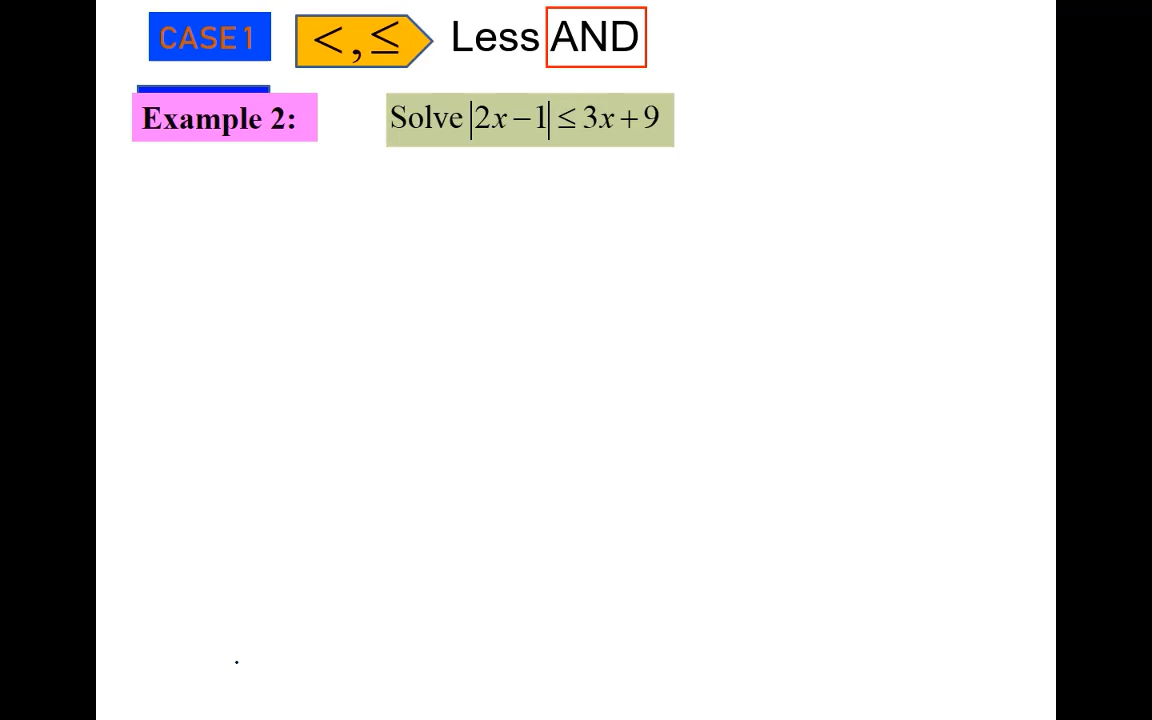 CASE 1 <,≤ Less AND
Example 2: Solve |2x−1| ≤ 3x+9